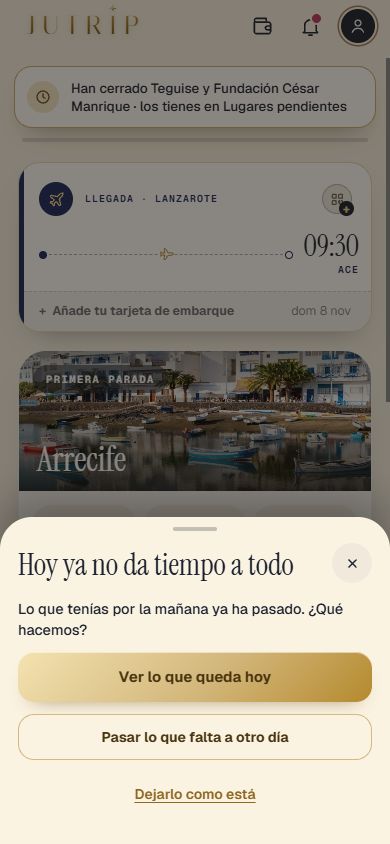 JUTRIP
Han cerrado Teguise y Fundación César
Manrique · los tienes en Lugares pendientes
LLEGADA · LANZAROTE
09:30
ACE
+ Añade tu tarjeta de embarque
dom 8 nov
PRIMERA PARADA
Arrecife
Hoy ya no da tiempo a todo
Lo que tenías por la mañana ya ha pasado. ¿Qué
hacemos?
Ver lo que queda hoy
Pasar lo que falta a otro día
Dejarlo como está